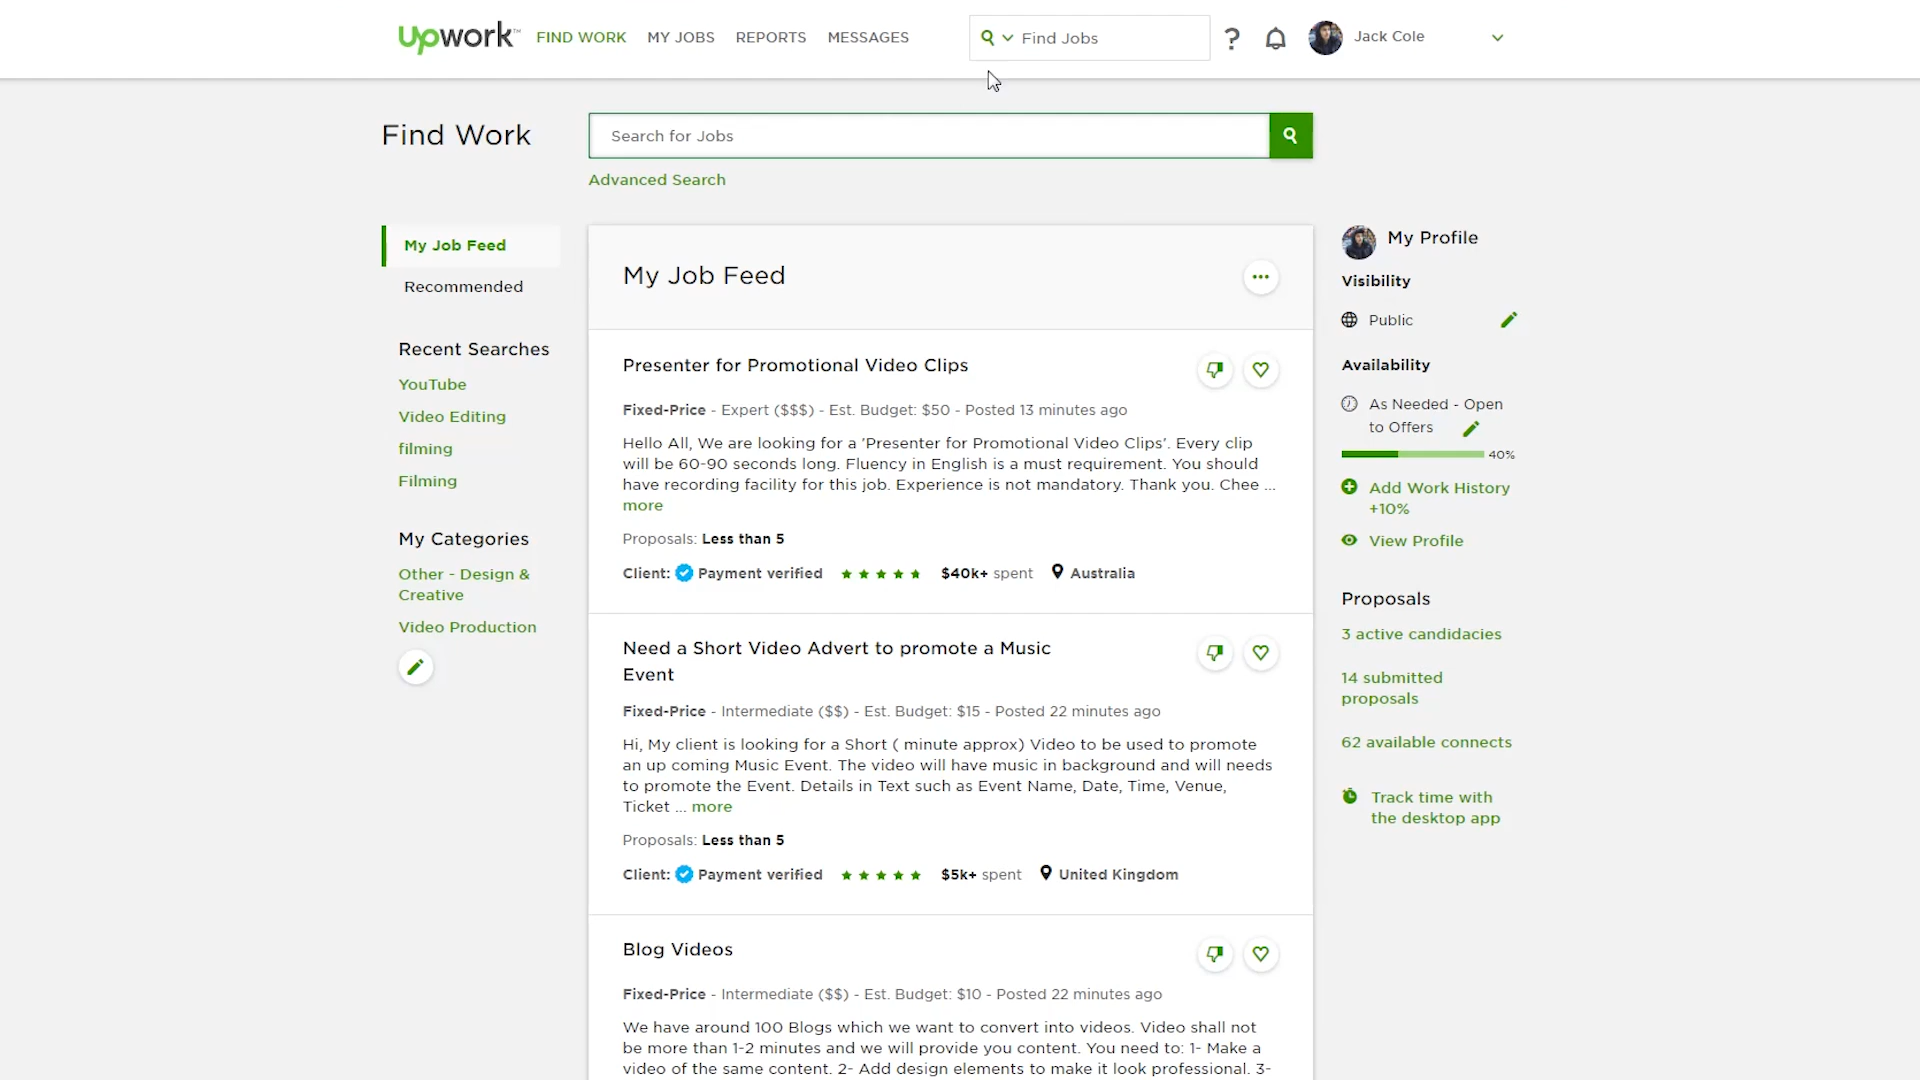 upwork™ FIND WORK MY JOBS REPORTS MESSAGES Find Jobs ? Jack Cole
Find Work
Search for Jobs
Advanced Search
My Job Feed
Recommended
Recent Searches
YouTube
Video Editing
filming
Filming
My Categories
Other - Design &
Creative
Video Production
My Job Feed
Presenter for Promotional Video Clips
Fixed-Price - Expert ($$$) - Est. Budget: $50 - Posted 13 minutes ago
Hello All, We are looking for a 'Presenter for Promotional Video Clips'. Every clip
will be 60-90 seconds long. Fluency in English is a must requirement. You should
have recording facility for this job. Experience is not mandatory. Thank you. Chee ...
more
Proposals: Less than 5
Client: Payment verified $40k+ spent Australia
Need a Short Video Advert to promote a Music
Event
Fixed-Price - Intermediate ($$) - Est. Budget: $15 - Posted 22 minutes ago
Hi, My client is looking for a Short ( minute approx) Video to be used to promote
an up coming Music Event. The video will have music in background and will needs
to promote the Event. Details in Text such as Event Name, Date, Time, Venue,
Ticket ... more
Proposals: Less than 5
Client: Payment verified $5k+ spent United Kingdom
Blog Videos
Fixed-Price - Intermediate ($$) - Est. Budget: $10 - Posted 22 minutes ago
We have around 100 Blogs which we want to convert into videos. Video shall not
be more than 1-2 minutes and we will provide you content. You need to: 1- Make a
video of the same content. 2- Add design elements to make it look professional. 3-
My Profile
Visibility
Public
Availability
As Needed - Open
to Offers
40%
Add Work History
+10%
View Profile
Proposals
3 active candidacies
14 submitted
proposals
62 available connects
Track time with
the desktop app